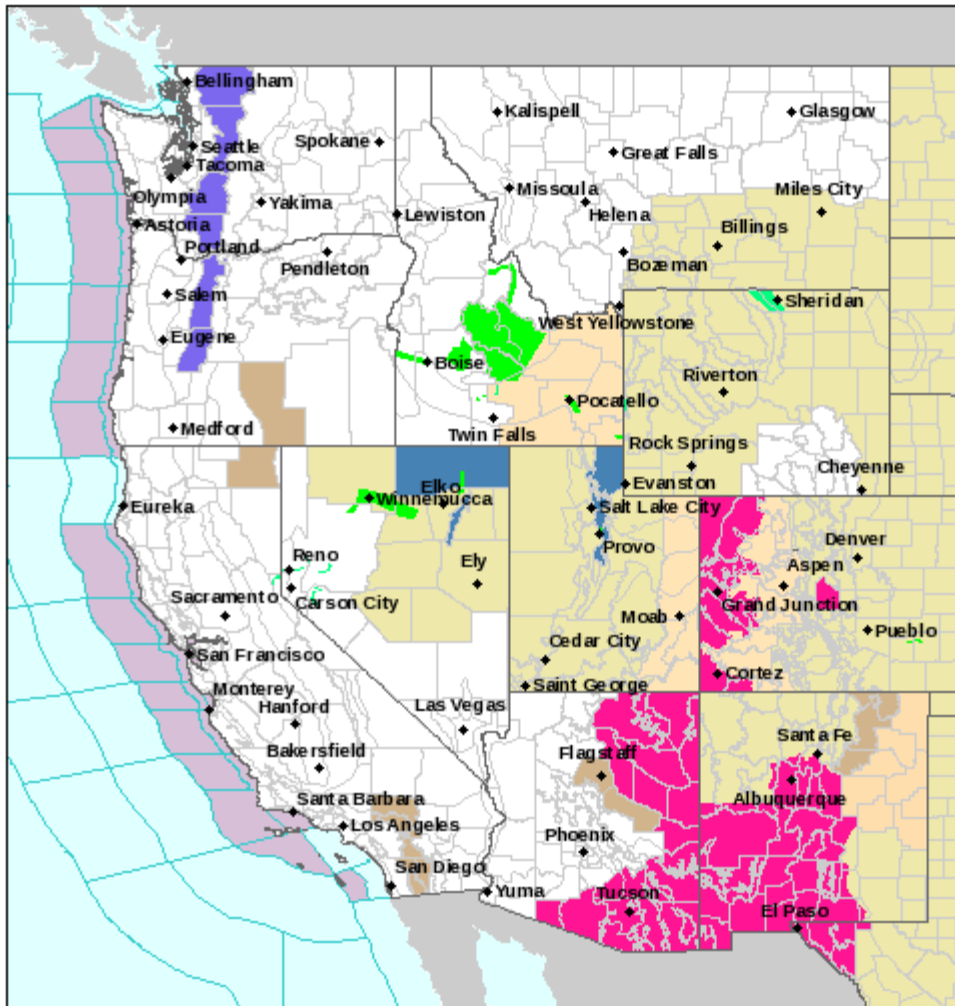 Bellingham
Kalispell
Glasgow
Seattle
Spokane
Great Falls
Tacoma
Missoula
Miles City
Olympia
Yakima
Lewiston
Helena
Astoria
Billings
Portland
Pendleton
Bozeman
Salem
Sheridan
West Yellowstone
Eugene
Boise
Riverton
Pocatello
Medford
Twin Falls
Rock Springs
Cheyenne
Elko
Evanston
Winnemucca
Eureka
Salt Lake City
Provo
Denver
Reno
Ely
Aspen
Sacramento
Carson City
Grand Junction
Moab
Pueblo
San Francisco
Cedar City
Cortez
Saint George
Monterey
Hanford
Las Vegas
Santa Fe
Bakersfield
Flagstaff
Albuquerque
Santa Barbara
Los Angeles
Phoenix
San Diego
Yuma
Tucson
El Paso